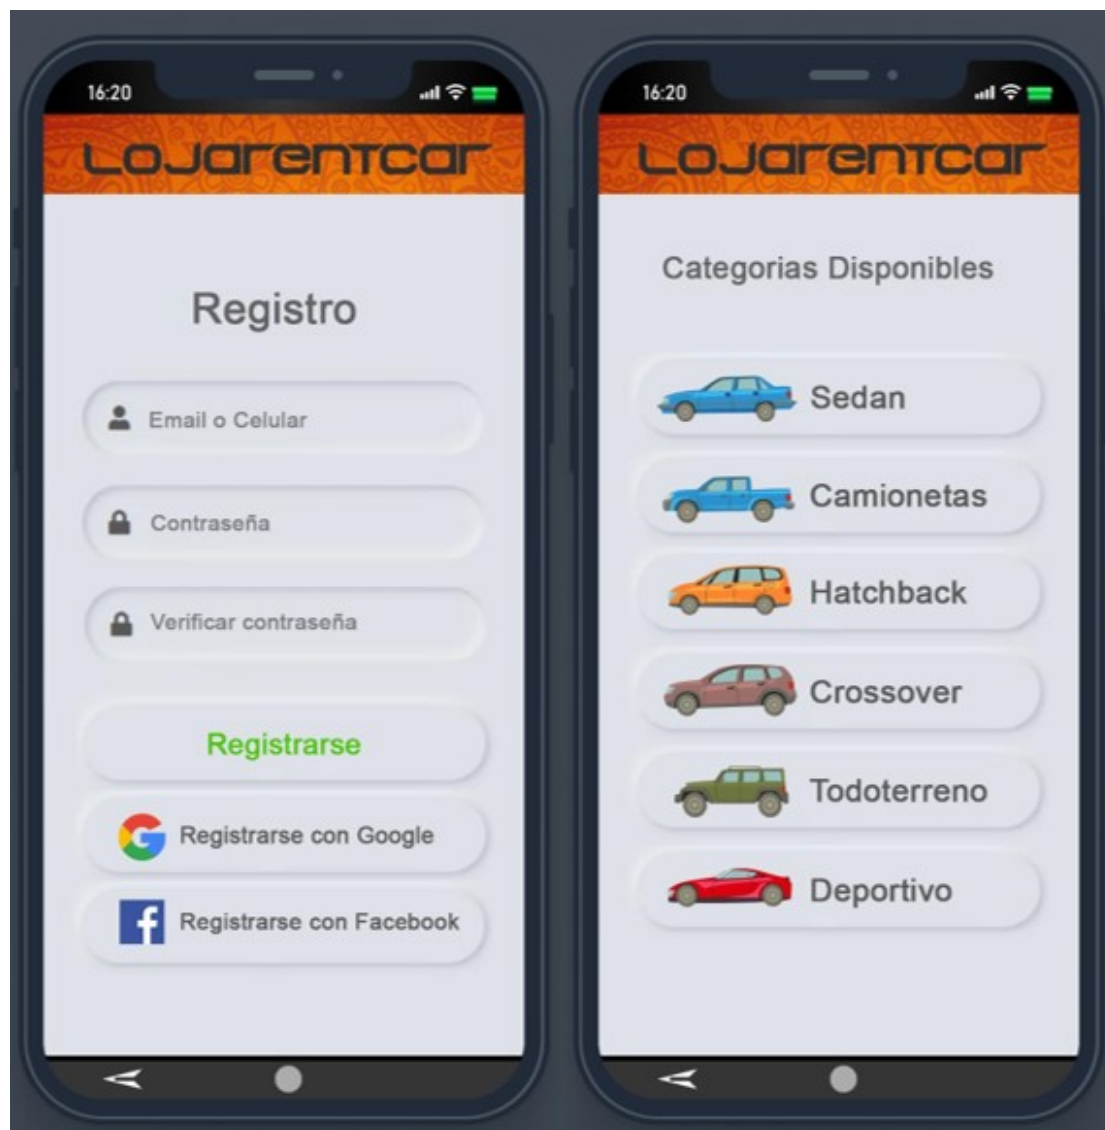 16:20
LOJarentcar
Registro
Email o Celular
Contraseña
Verificar contraseña
Registrarse
Registrarse con Google
Registrarse con Facebook
16:20
LOJarentcar
Categorias Disponibles
Sedan
Camionetas
Hatchback
Crossover
Todoterreno
Deportivo